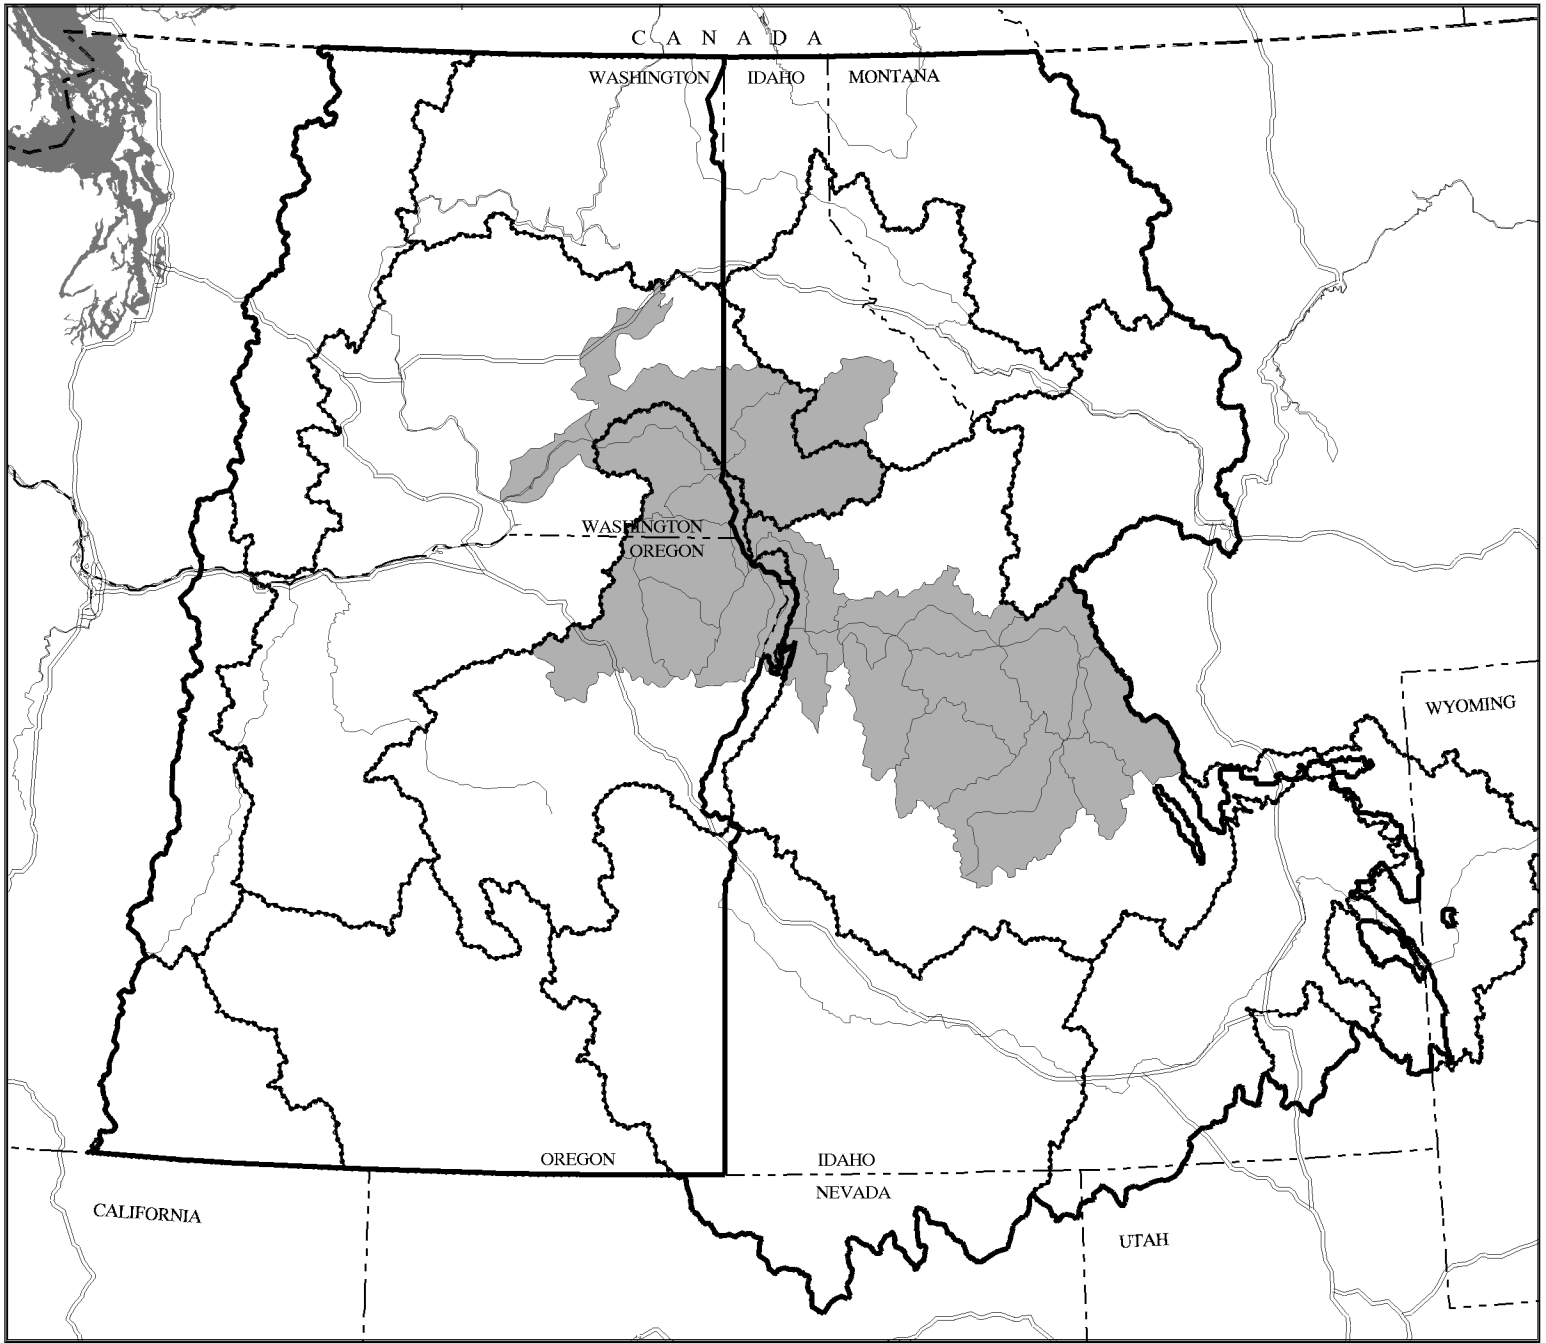 C A N A D A
WASHINGTON IDAHO MONTANA
WASHINGTON
OREGON
WYOMING
OREGON IDAHO
NEVADA
CALIFORNIA
UTAH